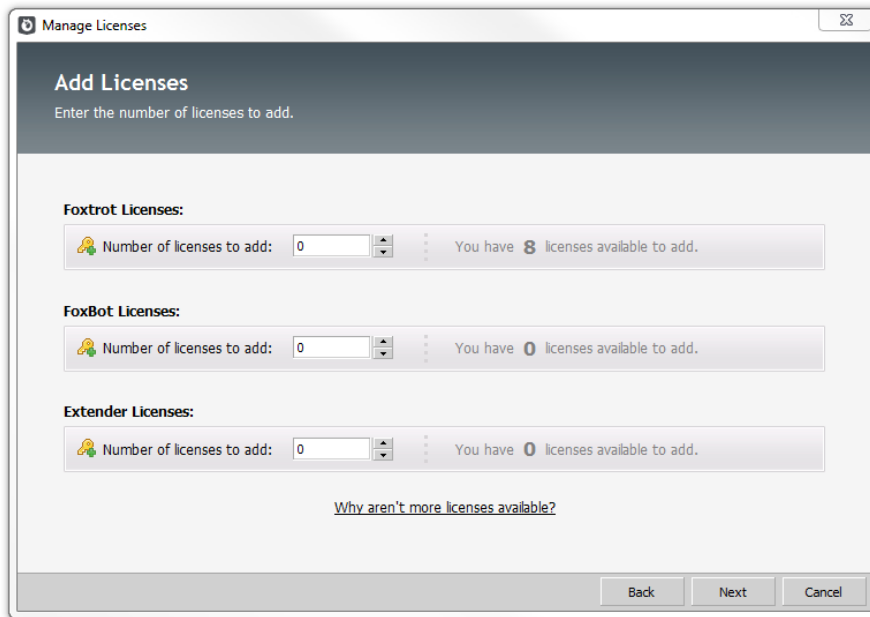 Manage Licenses
Add Licenses
Enter the number of licenses to add.
Foxtrot Licenses:
Number of licenses to add: 0 You have 8 licenses available to add.
FoxBot Licenses:
Number of licenses to add: 0 You have 0 licenses available to add.
Extender Licenses:
Number of licenses to add: 0 You have 0 licenses available to add.
Why aren't more licenses available?
Back Next Cancel